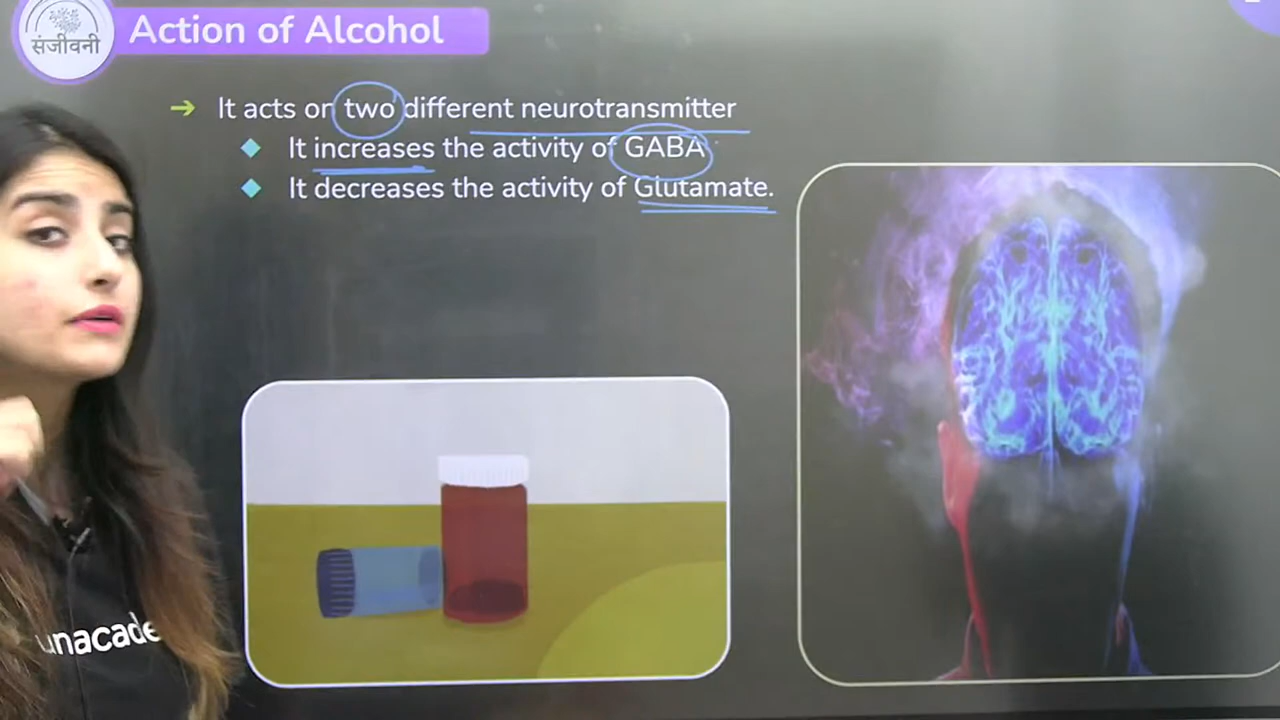 संजीवनी
Action of Alcohol
➔ It acts on two different neurotransmitter
◆ It increases the activity of GABA
◆ It decreases the activity of Glutamate.
unacade